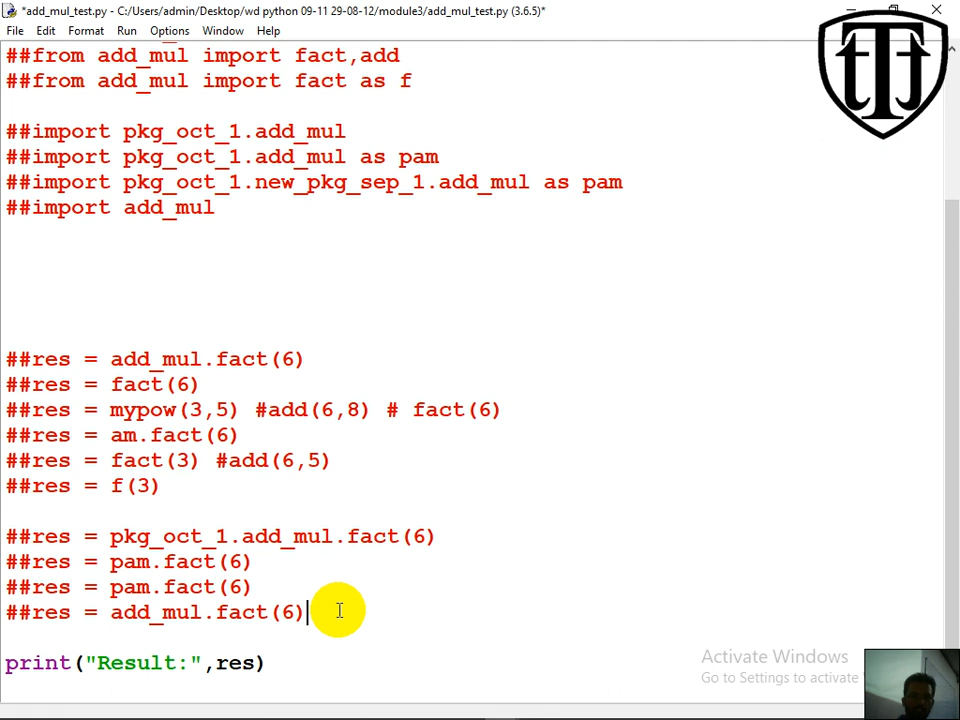 *add_mul_test.py - C:/Users/admin/Desktop/wd python 09-11 29-08-12/module3/add_mul_test.py (3.6.5)*
File Edit Format Run Options Window Help
##from add_mul import fact,add
##from add_mul import fact as f
##import pkg_oct_1.add_mul
##import pkg_oct_1.add_mul as pam
##import pkg_oct_1.new_pkg_sep_1.add_mul as pam
##import add_mul
##res = add_mul.fact(6)
##res = fact(6)
##res = mypow(3,5) #add(6,8) # fact(6)
##res = am.fact(6)
##res = fact(3) #add(6,5)
##res = f(3)
##res = pkg_oct_1.add_mul.fact(6)
##res = pam.fact(6)
##res = pam.fact(6)
##res = add_mul.fact(6)
print("Result:",res)
Activate Windows
Go to Settings to activate